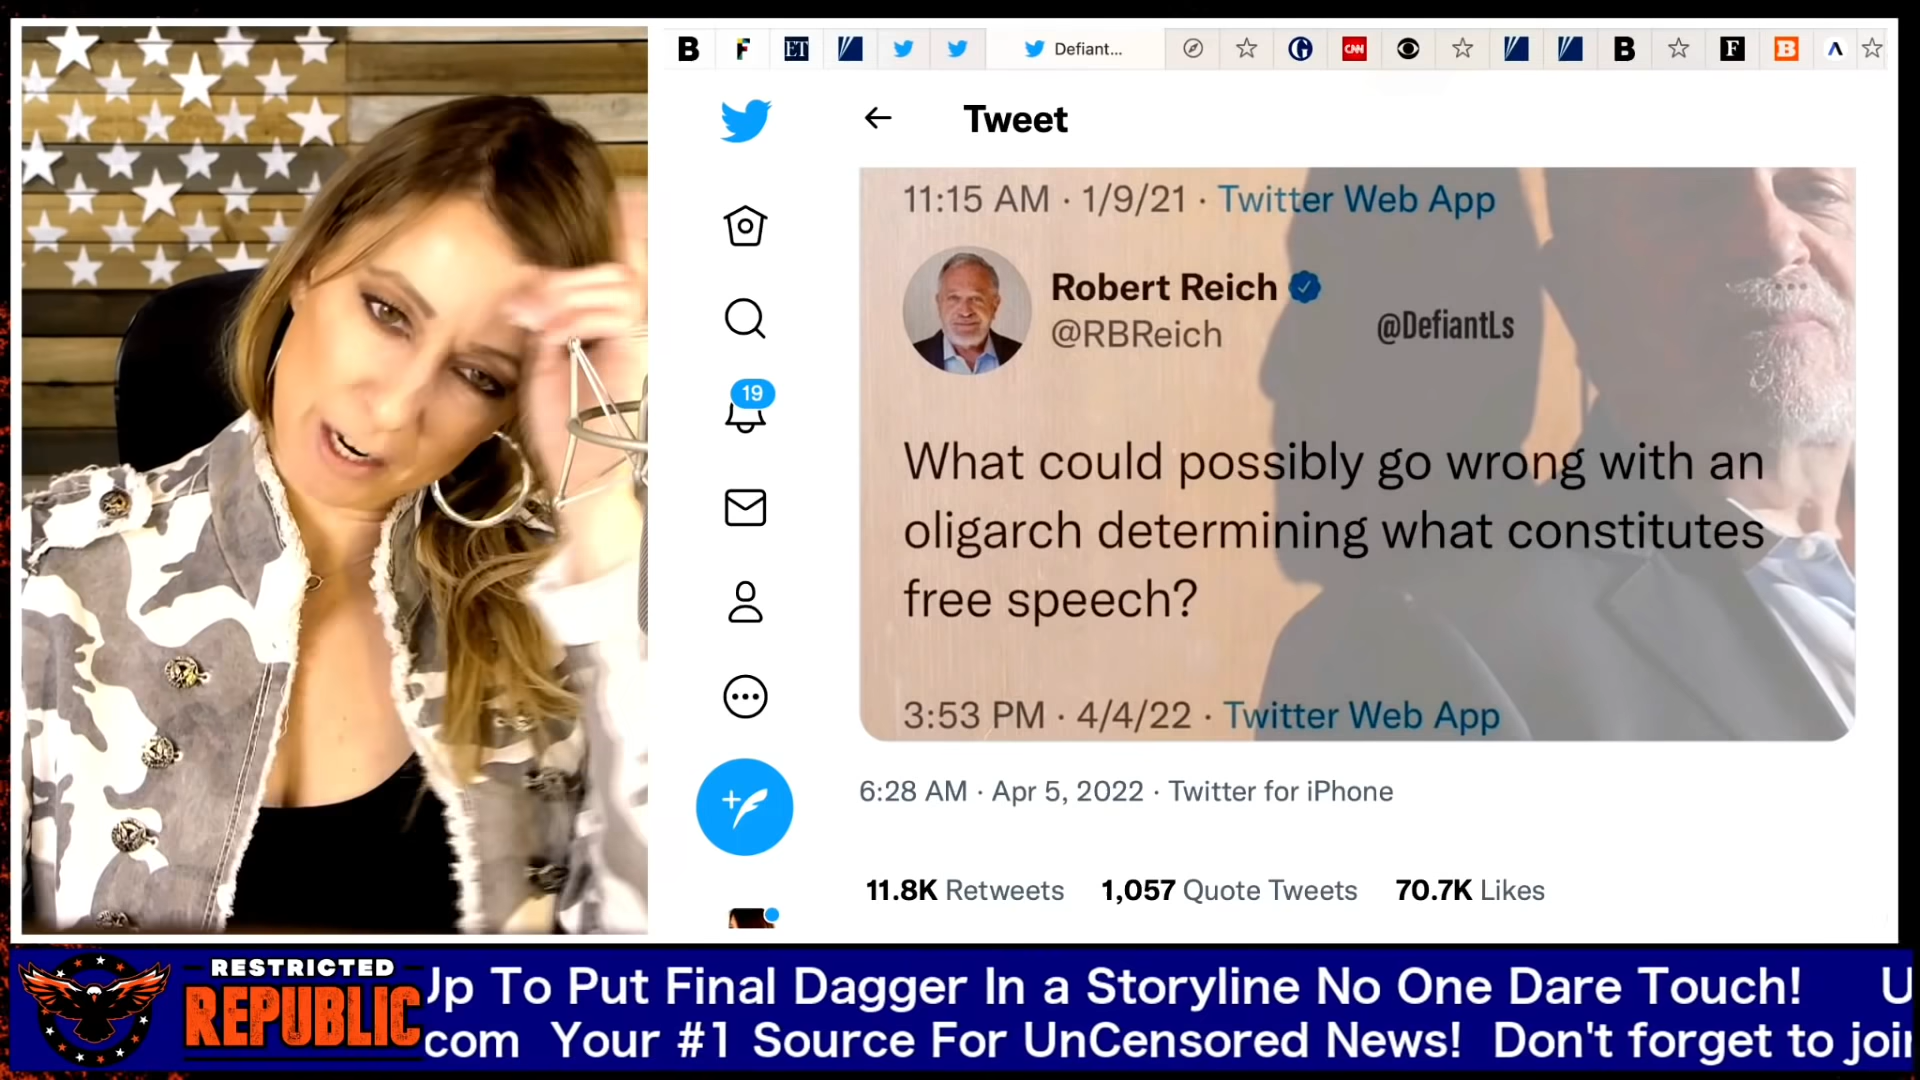 B
F
ET
Defiant...
CNN
B
F
B
Tweet
11:15 AM · 1/9/21 · Twitter Web App
Robert Reich
@RBReich
@DefiantLs
What could possibly go wrong with an
oligarch determining what constitutes
free speech?
3:53 PM · 4/4/22 · Twitter Web App
19
6:28 AM · Apr 5, 2022 · Twitter for iPhone
11.8K Retweets 1,057 Quote Tweets 70.7K Likes
RESTRICTED
REPUBLIC
Up To Put Final Dagger In a Storyline No One Dare Touch! U
com Your #1 Source For UnCensored News! Don't forget to joi